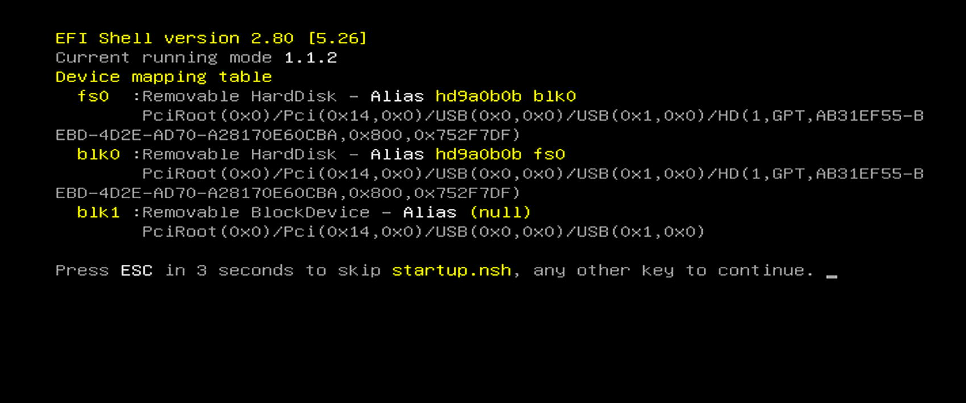 EFI Shell version 2.80 [5.26]
Current running mode 1.1.2
Device mapping table
fs0 :Removable HardDisk - Alias hd9a0b0b blk0
PciRoot(0x0)/Pci(0x14,0x0)/USB(0x0,0x0)/USB(0x1,0x0)/HD(1,GPT,AB31EF55-B
EBD-4D2E-AD70-A28170E60CBA,0x800,0x752F7DF)
blk0 :Removable HardDisk - Alias hd9a0b0b fs0
PciRoot(0x0)/Pci(0x14,0x0)/USB(0x0,0x0)/USB(0x1,0x0)/HD(1,GPT,AB31EF55-B
EBD-4D2E-AD70-A28170E60CBA,0x800,0x752F7DF)
blk1 :Removable BlockDevice - Alias (null)
PciRoot(0x0)/Pci(0x14,0x0)/USB(0x0,0x0)/USB(0x1,0x0)
Press ESC in 3 seconds to skip startup.nsh, any other key to continue. _